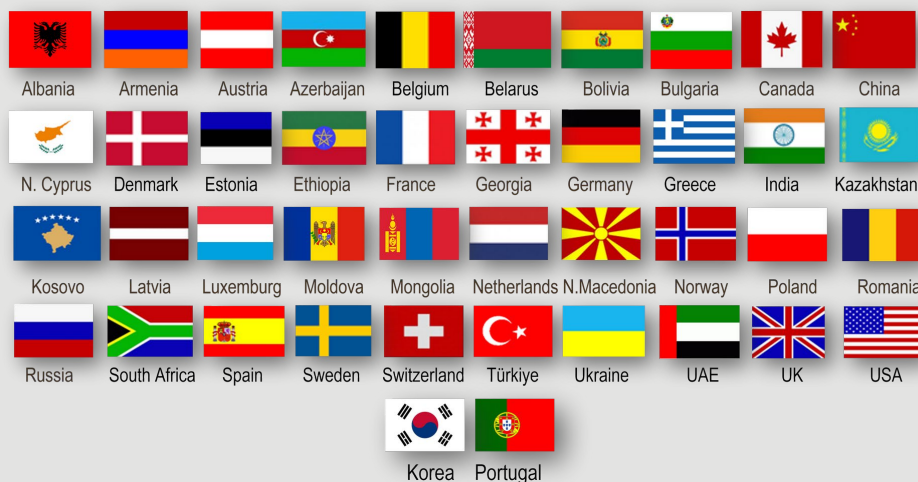 Albania Armenia Austria Azerbaijan Belgium Belarus Bolivia Bulgaria Canada China
N. Cyprus Denmark Estonia Ethiopia France Georgia Germany Greece India Kazakhstan
Kosovo Latvia Luxemburg Moldova Mongolia Netherlands N.Macedonia Norway Poland Romania
Russia South Africa Spain Sweden Switzerland Türkiye Ukraine UAE UK USA
Korea Portugal